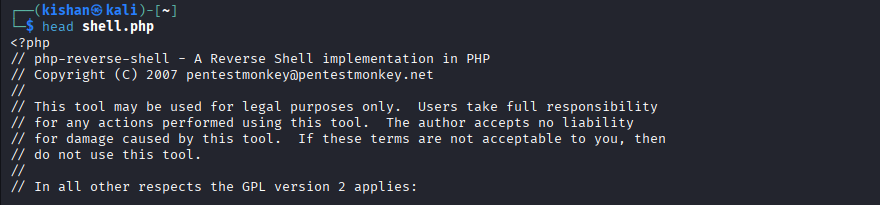 ┌──(kishan㉿kali)-[~]
└─$ head shell.php
<?php
// php-reverse-shell - A Reverse Shell implementation in PHP
// Copyright (C) 2007 pentestmonkey@pentestmonkey.net
//
// This tool may be used for legal purposes only.  Users take full responsibility
// for any actions performed using this tool.  The author accepts no liability
// for damage caused by this tool.  If these terms are not acceptable to you, then
// do not use this tool.
//
// In all other respects the GPL version 2 applies: